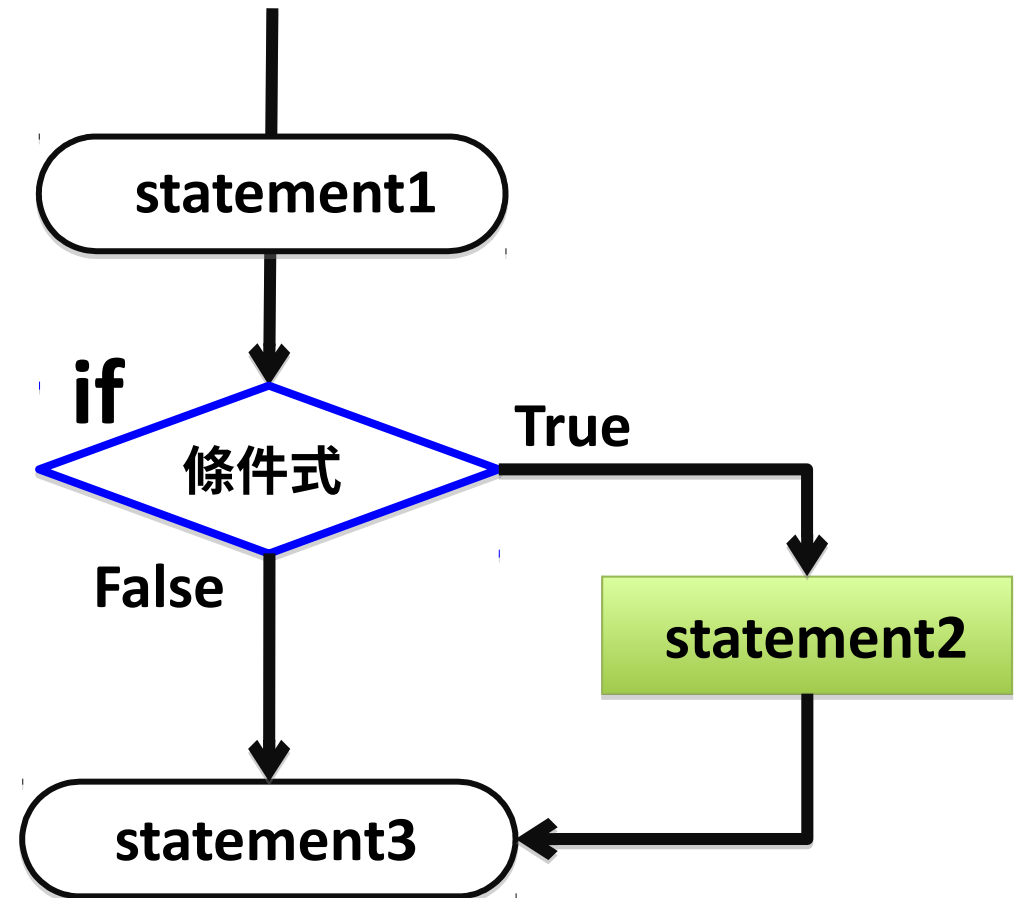 statement1
if
條件式
True
False
statement2
statement3